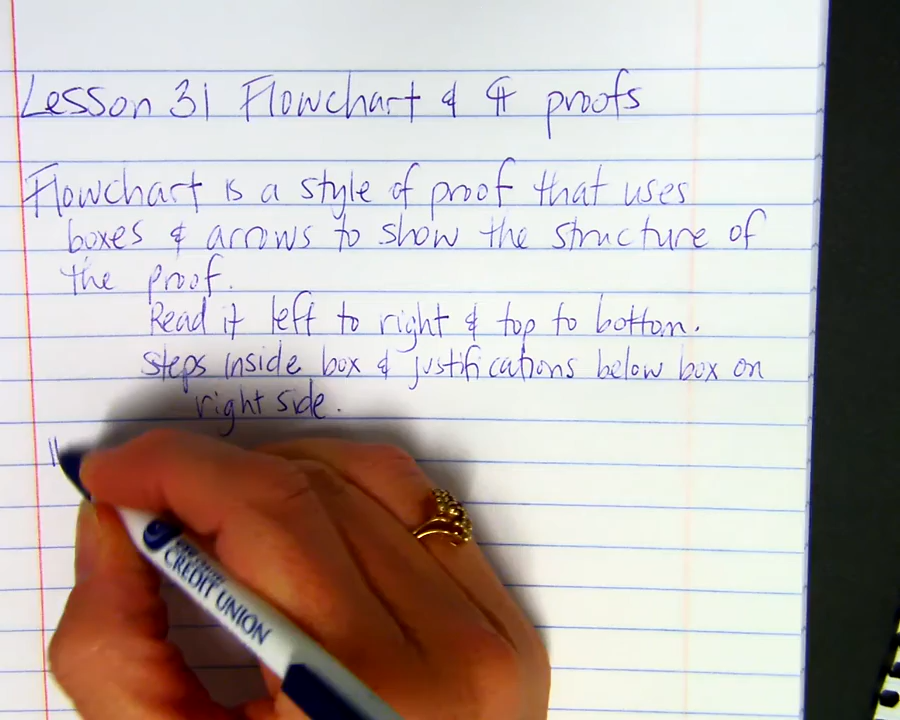 Lesson 31 Flowchart & ¶ proofs
Flowchart is a style of proof that uses
boxes & arrows to show the structure of
the proof.
Read it left to right & top to bottom.
Steps inside box & justifications below box on
right side.
CREDIT UNION